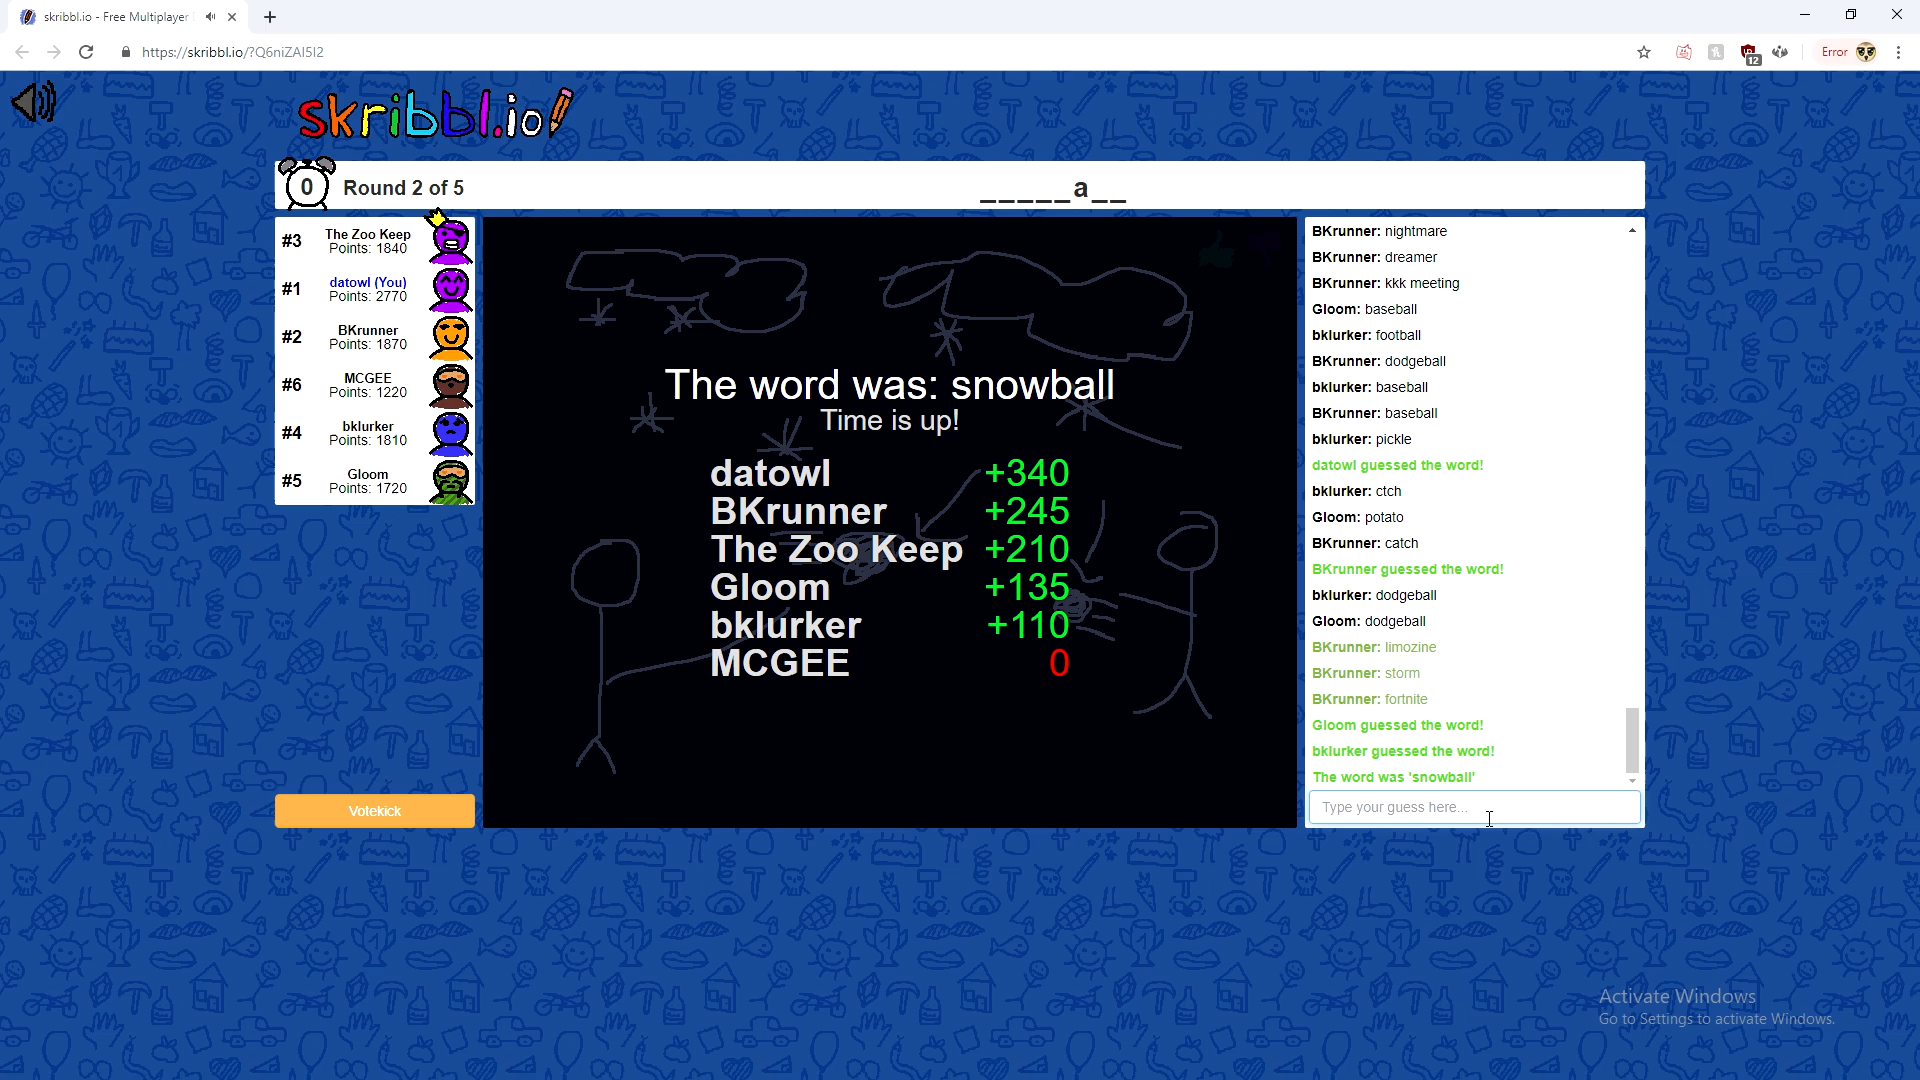 skribbl.io - Free Multiplayer
https://skribbl.io/?Q6niZAI5I2
12
Error
skribbl.io
0
Round 2 of 5
_____a__
#3
The Zoo Keep
Points: 1840
#1
datowl (You)
Points: 2770
#2
BKrunner
Points: 1870
#6
MCGEE
Points: 1220
#4
bklurker
Points: 1810
#5
Gloom
Points: 1720
Votekick
The word was: snowball
Time is up!
datowl +340
BKrunner +245
The Zoo Keep +210
Gloom +135
bklurker +110
MCGEE 0
BKrunner: nightmare
BKrunner: dreamer
BKrunner: kkk meeting
Gloom: baseball
bklurker: football
BKrunner: dodgeball
bklurker: baseball
BKrunner: baseball
bklurker: pickle
datowl guessed the word!
bklurker: ctch
Gloom: potato
BKrunner: catch
BKrunner guessed the word!
bklurker: dodgeball
Gloom: dodgeball
BKrunner: limozine
BKrunner: storm
BKrunner: fortnite
Gloom guessed the word!
bklurker guessed the word!
The word was 'snowball'
Type your guess here...
Activate Windows
Go to Settings to activate Windows.